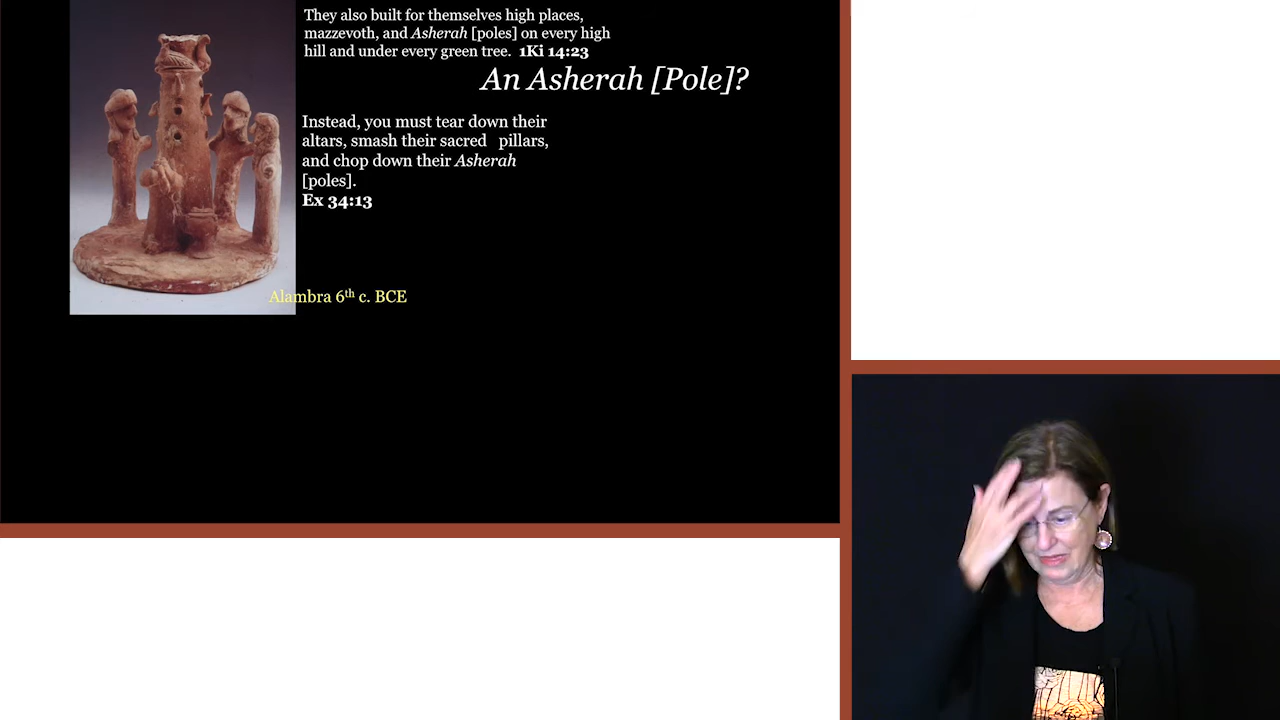 They also built for themselves high places,
mazzevoth, and Asherah [poles] on every high
hill and under every green tree. 1Ki 14:23
An Asherah [Pole]?
Instead, you must tear down their
altars, smash their sacred pillars,
and chop down their Asherah
[poles].
Ex 34:13
Alambra 6th c. BCE